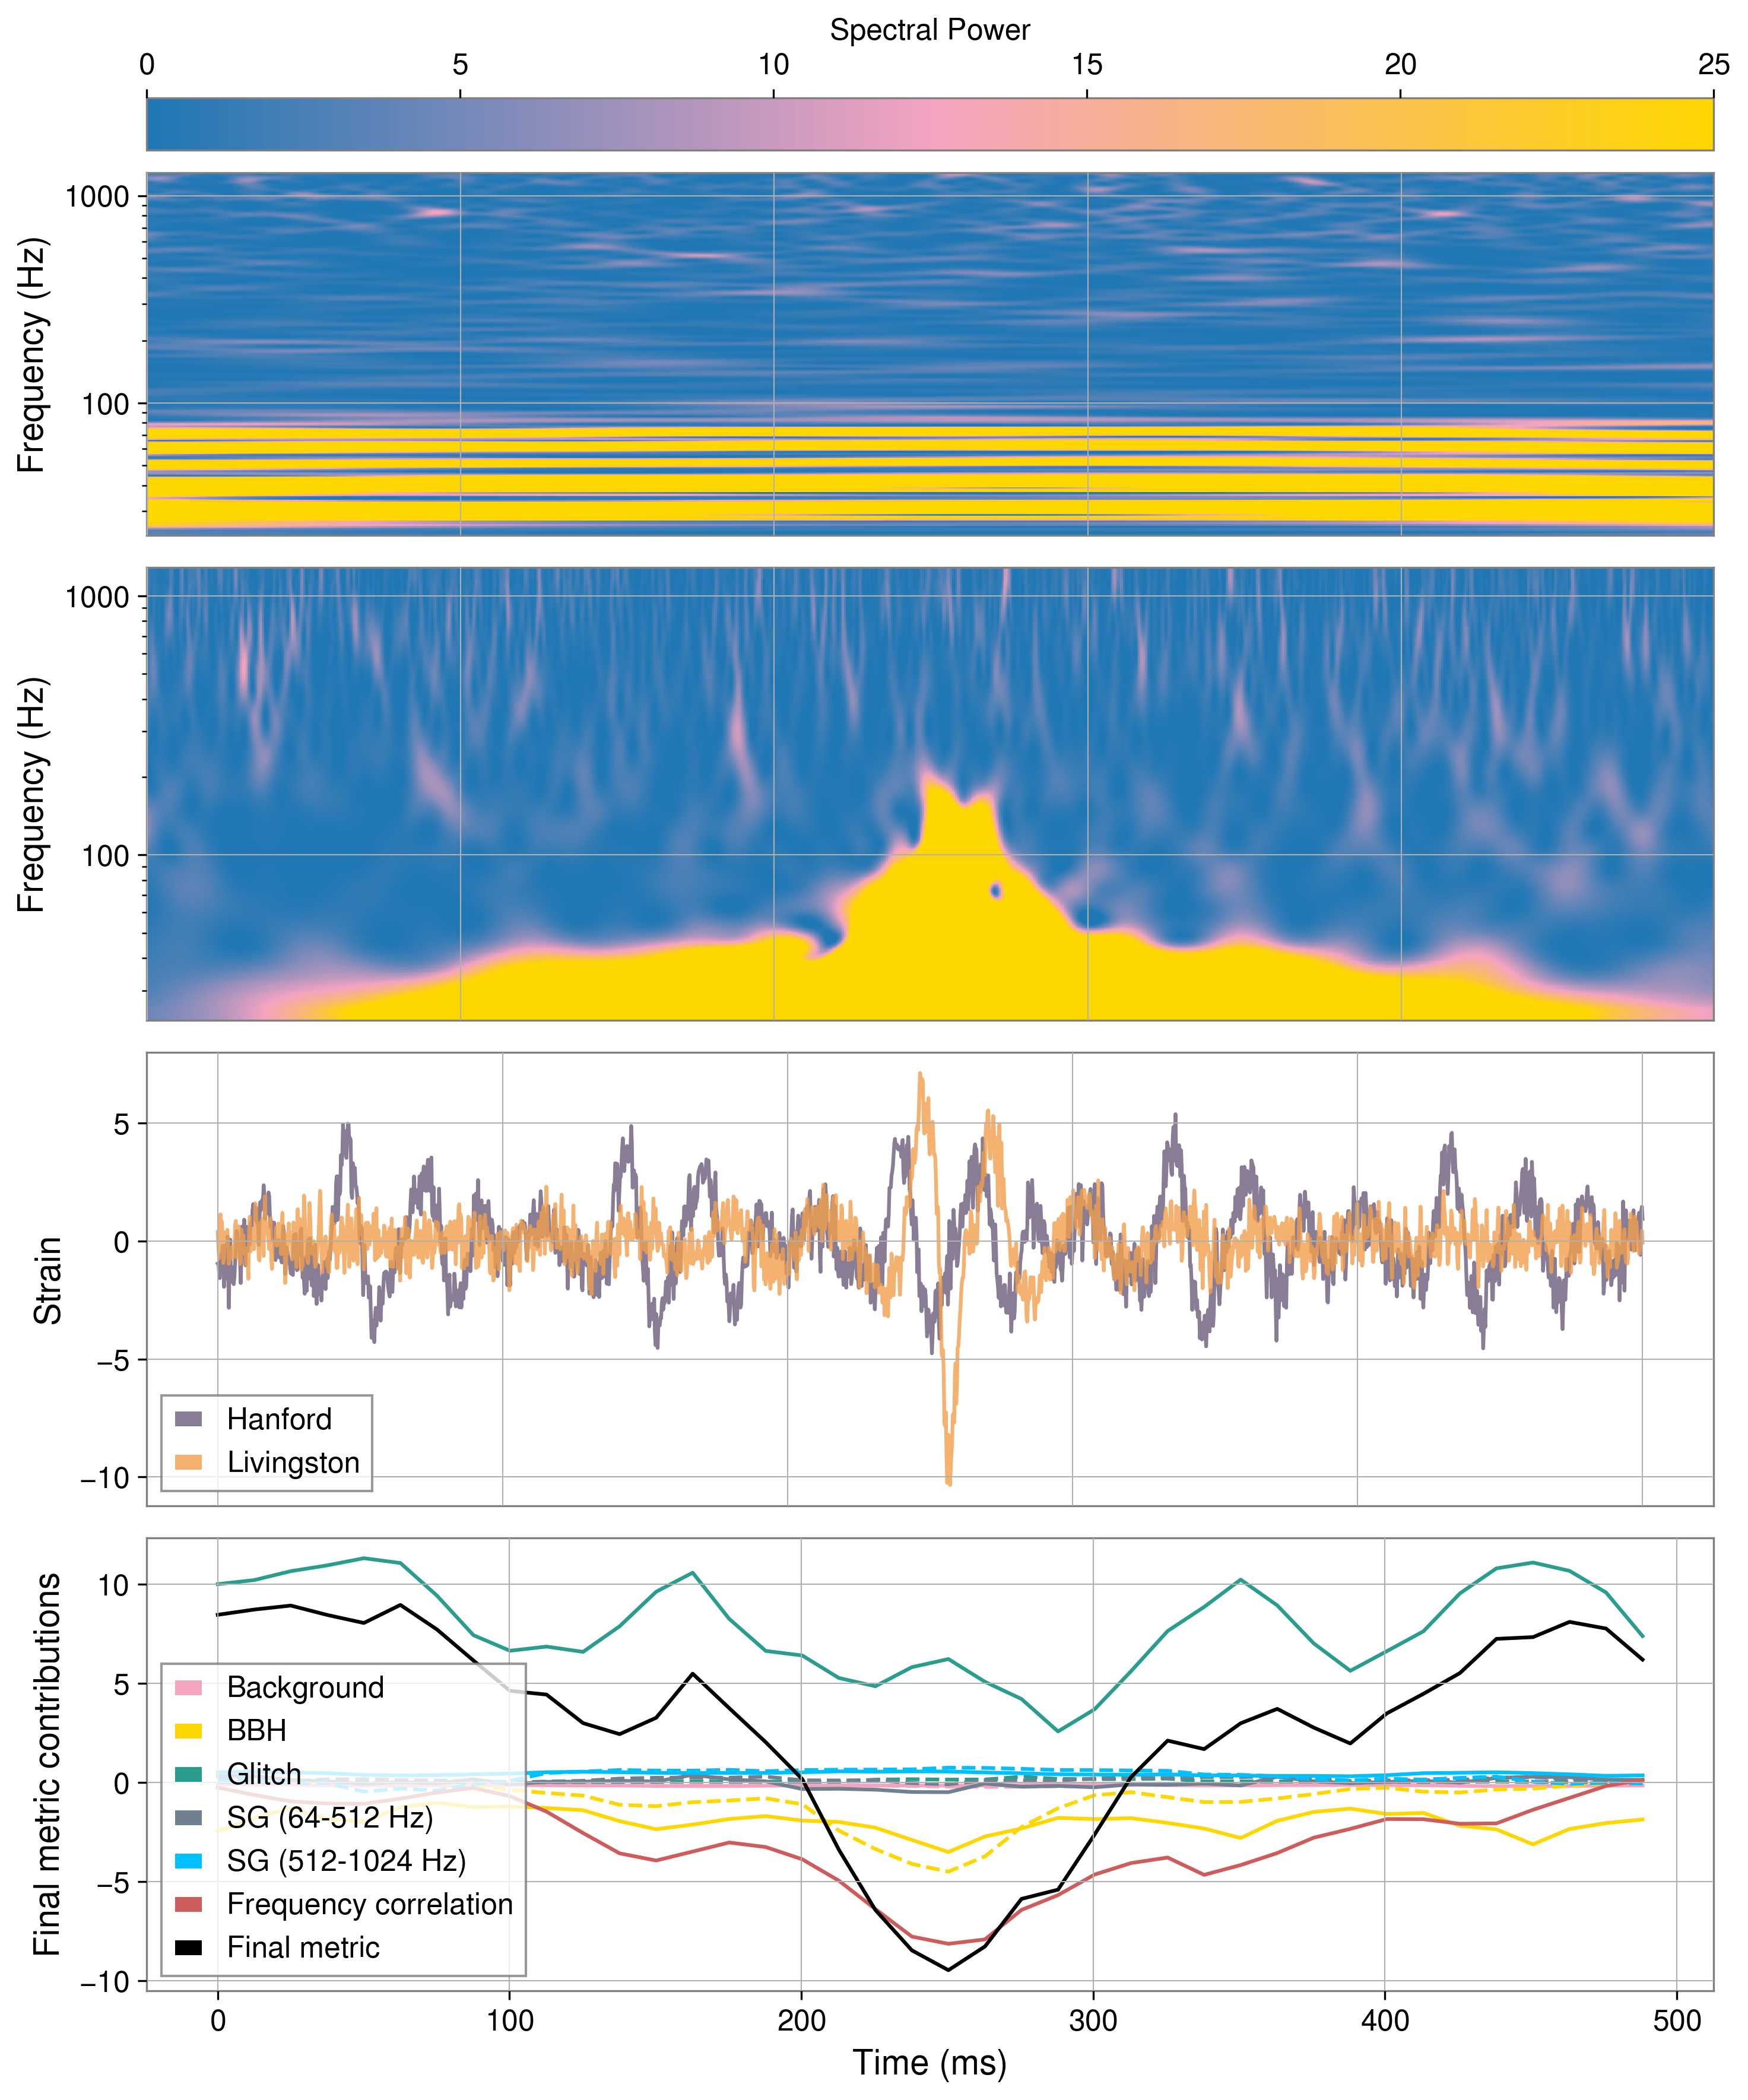 Spectral Power
0 5 10 15 20 25
1000
100
Frequency (Hz)
1000
100
Frequency (Hz)
5
0
−5
−10
Strain
Hanford
Livingston
10
5
0
−5
−10
Final metric contributions
Background
BBH
Glitch
SG (64-512 Hz)
SG (512-1024 Hz)
Frequency correlation
Final metric
0 100 200 300 400 500
Time (ms)